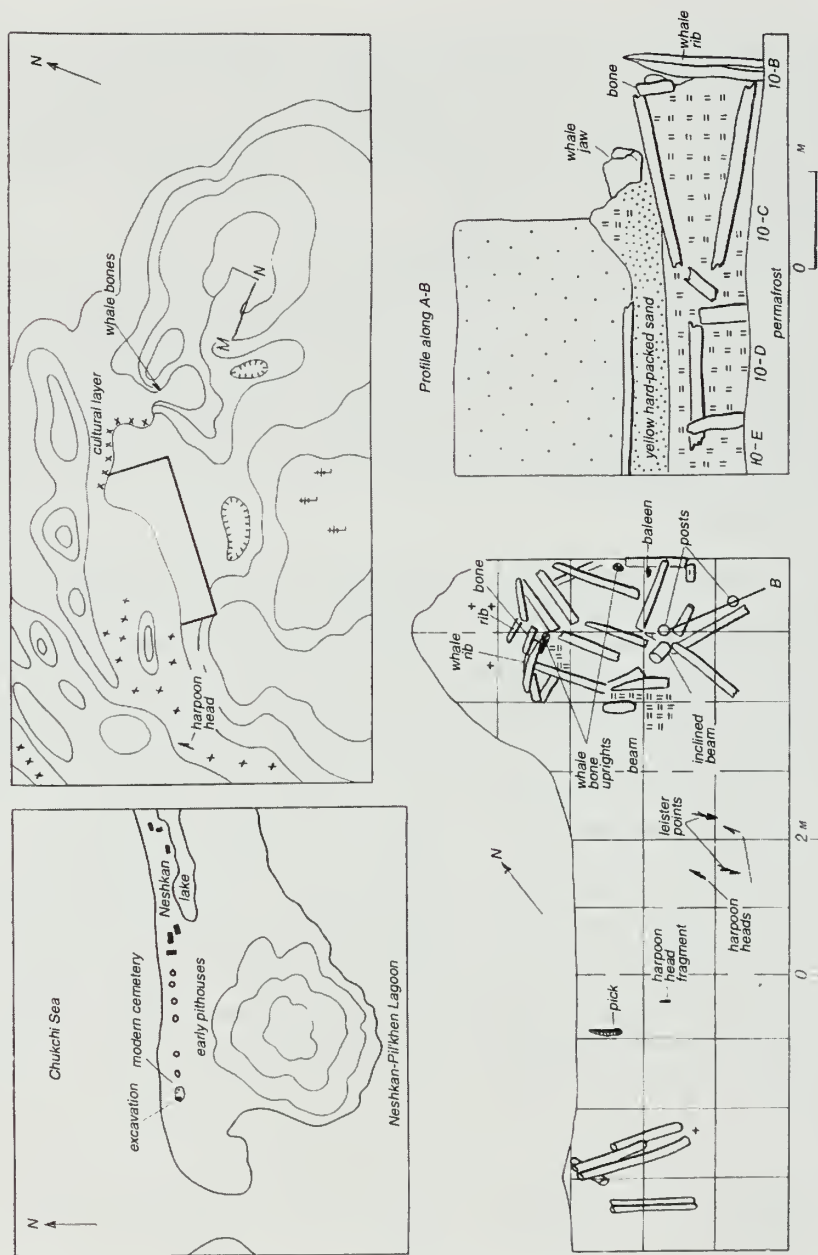 N
Chukchi Sea
excavation
modern cemetery
early pithouses
Neshkan
lake
Neshkan-Pil'khen Lagoon
N
cultural layer
whale bones
harpoon
head
M
N
N
whale
rib
rib
bone
whale
bone
uprights
beam
inclined
beam
baleen
posts
A
B
pick
harpoon
head
fragment
harpoon
heads
leister
points
0
2 M
Profile along A-B
whale
jaw
bone
whale
rib
yellow hard-packed sand
permafrost
10-E
10-D
10-C
10-B
0
M